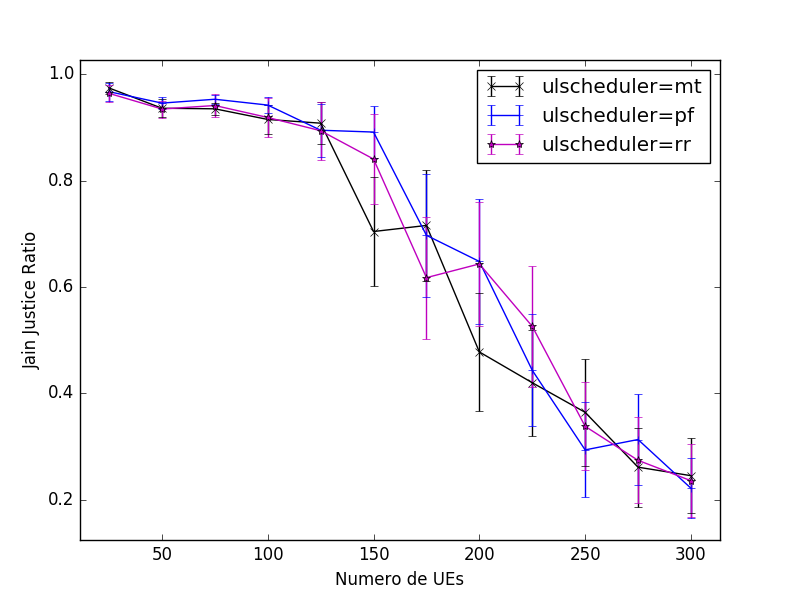 ulscheduler=mt
ulscheduler=pf
ulscheduler=rr
1.0
0.8
0.6
0.4
0.2
Jain Justice Ratio
50 100 150 200 250 300
Numero de UEs